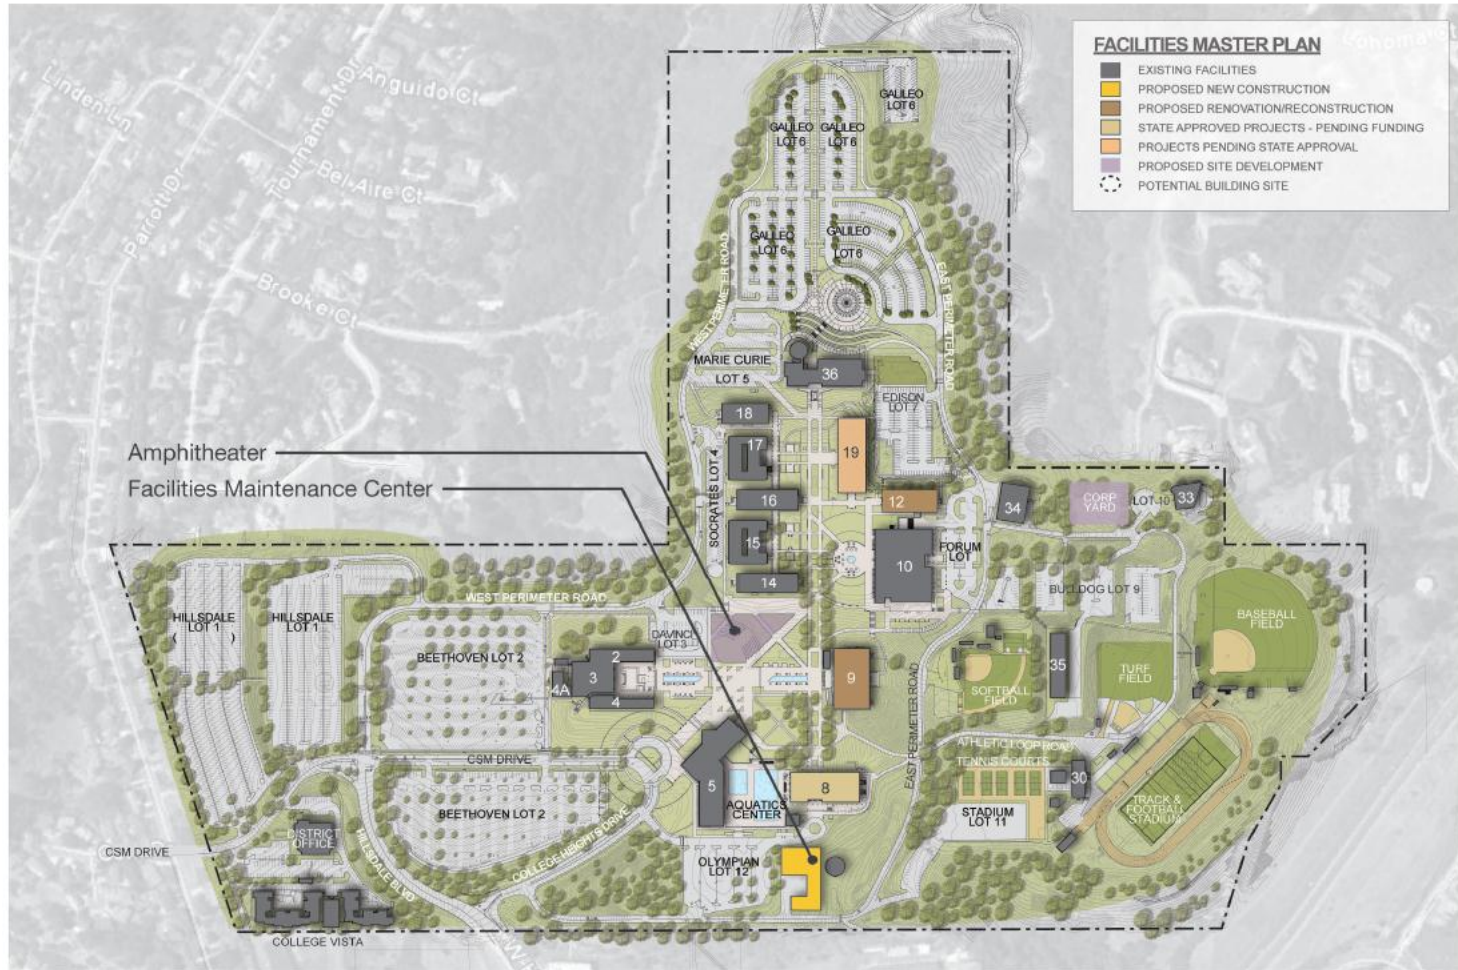 Lohoma Ct
FACILITIES MASTER PLAN
EXISTING FACILITIES
PROPOSED NEW CONSTRUCTION
PROPOSED RENOVATION/RECONSTRUCTION
STATE APPROVED PROJECTS - PENDING FUNDING
PROJECTS PENDING STATE APPROVAL
PROPOSED SITE DEVELOPMENT
POTENTIAL BUILDING SITE
Linden Ln
Anguido Ct
Tournament Dr
Bel Aire Ct
Parrott Dr
Brooke Ct
GALILEO
LOT 6
GALILEO
LOT 6
GALILEO
LOT 6
GALILEO
LOT 6
GALILEO
LOT 6
WEST PERIMETER ROAD
EAST PERIMETER ROAD
MARIE CURIE
LOT 5
36
EDISON
LOT 7
18
17
19
Amphitheater
Facilities Maintenance Center
SOCRATES LOT 4
16
12
34
CORP
YARD
LOT 10
33
15
10
FORUM
LOT
14
BULLDOG LOT 9
WEST PERIMETER ROAD
HILLSDALE
LOT 1
HILLSDALE
LOT 1
BASEBALL
FIELD
DAVINCI
LOT 3
BEETHOVEN LOT 2
2
3
4A
4
9
35
TURF
FIELD
SOFTBALL
FIELD
EAST PERIMETER ROAD
ATHLETIC LOOP ROAD
CSM DRIVE
TENNIS COURTS
30
5
8
AQUATICS
CENTER
TRACK &
FOOTBALL
STADIUM
STADIUM
LOT 11
BEETHOVEN LOT 2
DISTRICT
OFFICE
CSM DRIVE
HILLSDALE BLVD
COLLEGE HEIGHTS DRIVE
OLYMPIAN
LOT 12
COLLEGE VISTA